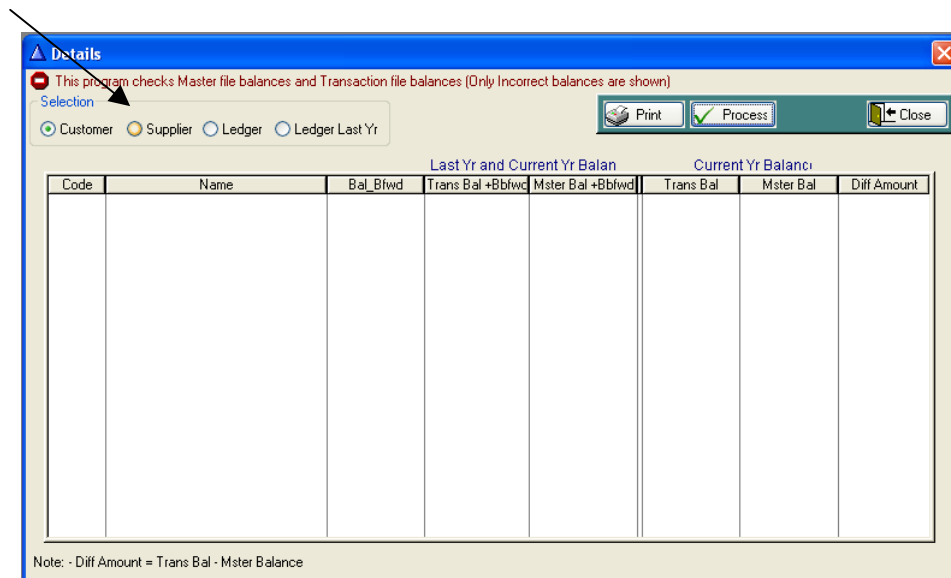 Details
This program checks Master file balances and Transaction file balances (Only Incorrect balances are shown)
Selection
Customer Supplier Ledger Ledger Last Yr
Print Process Close
Last Yr and Current Yr Balan Current Yr Balanc
Code Name Bal_Bfwd Trans Bal +Bbfwd Mster Bal +Bbfwd Trans Bal Mster Bal Diff Amount
Note: - Diff Amount = Trans Bal - Mster Balance